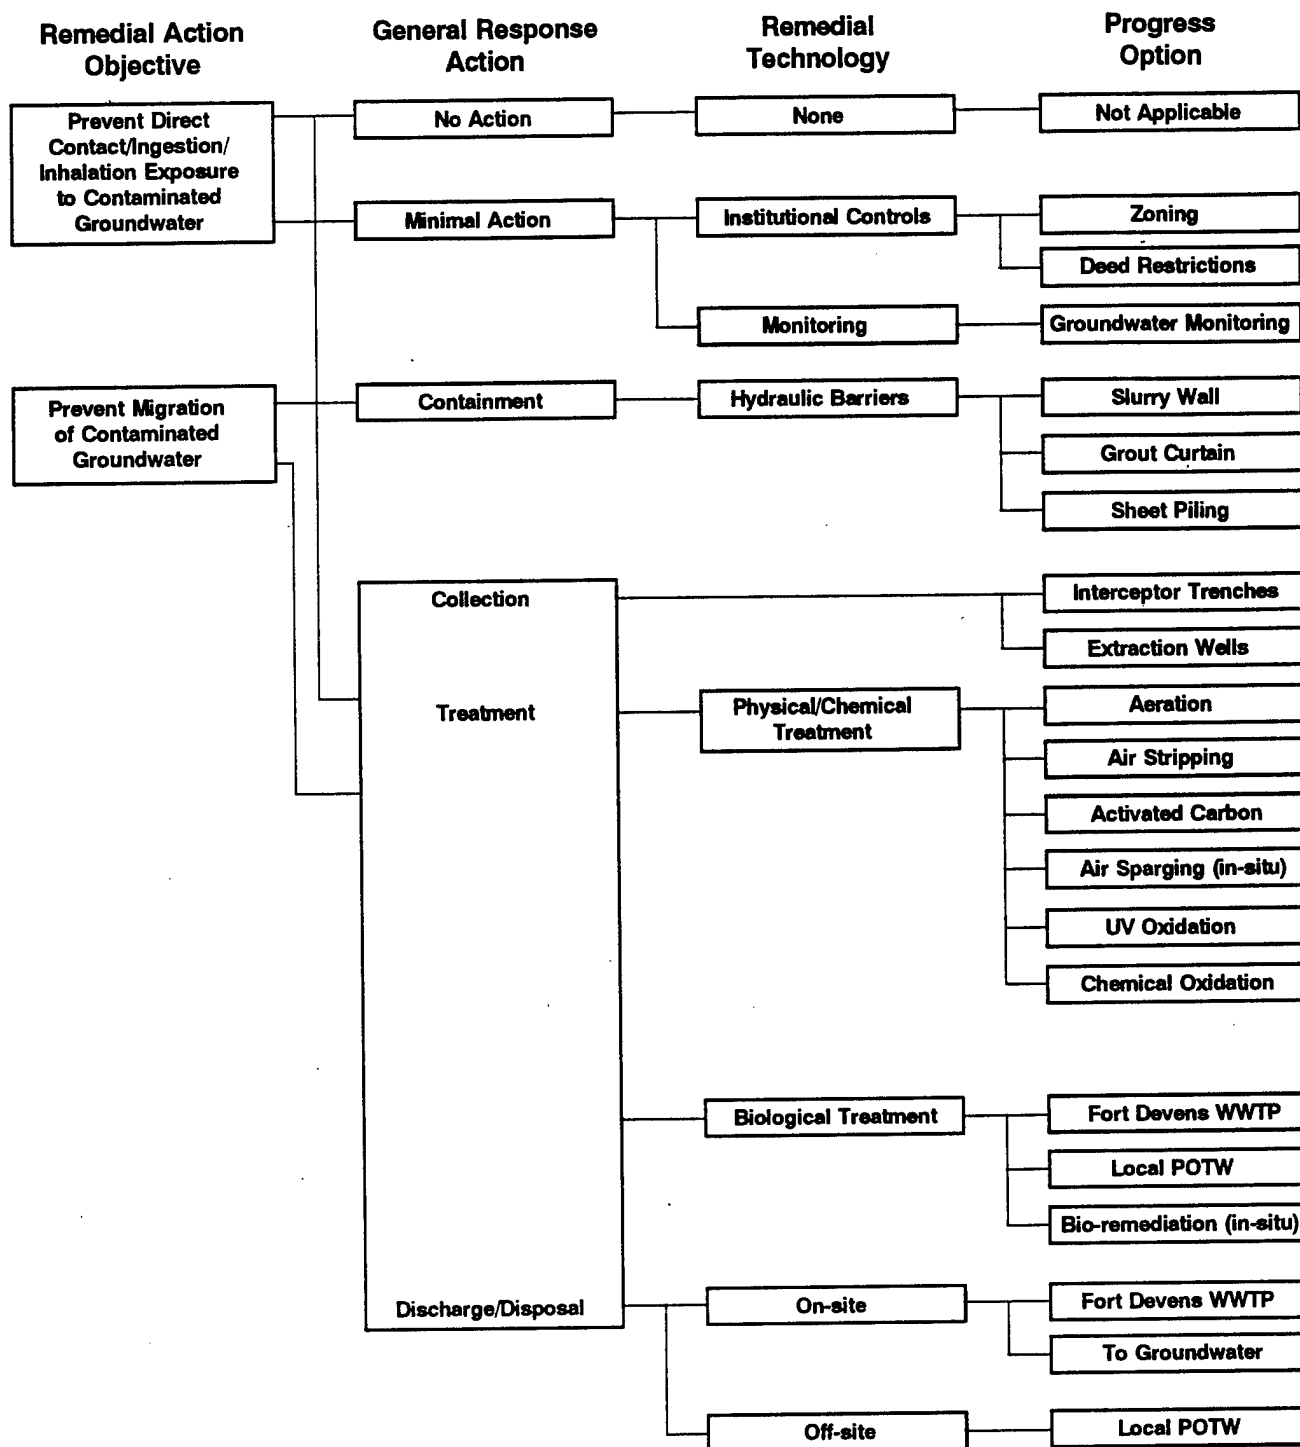 Remedial Action
Objective
General Response
Action
Remedial
Technology
Progress
Option
Prevent Direct
Contact/Ingestion/
Inhalation Exposure
to Contaminated
Groundwater
No Action
None
Not Applicable
Minimal Action
Institutional Controls
Zoning
Deed Restrictions
Monitoring
Groundwater Monitoring
Prevent Migration
of Contaminated
Groundwater
Containment
Hydraulic Barriers
Slurry Wall
Grout Curtain
Sheet Piling
Collection
Interceptor Trenches
Extraction Wells
Treatment
Physical/Chemical
Treatment
Aeration
Air Stripping
Activated Carbon
Air Sparging (in-situ)
UV Oxidation
Chemical Oxidation
Biological Treatment
Fort Devens WWTP
Local POTW
Bio-remediation (in-situ)
Discharge/Disposal
On-site
Fort Devens WWTP
To Groundwater
Off-site
Local POTW